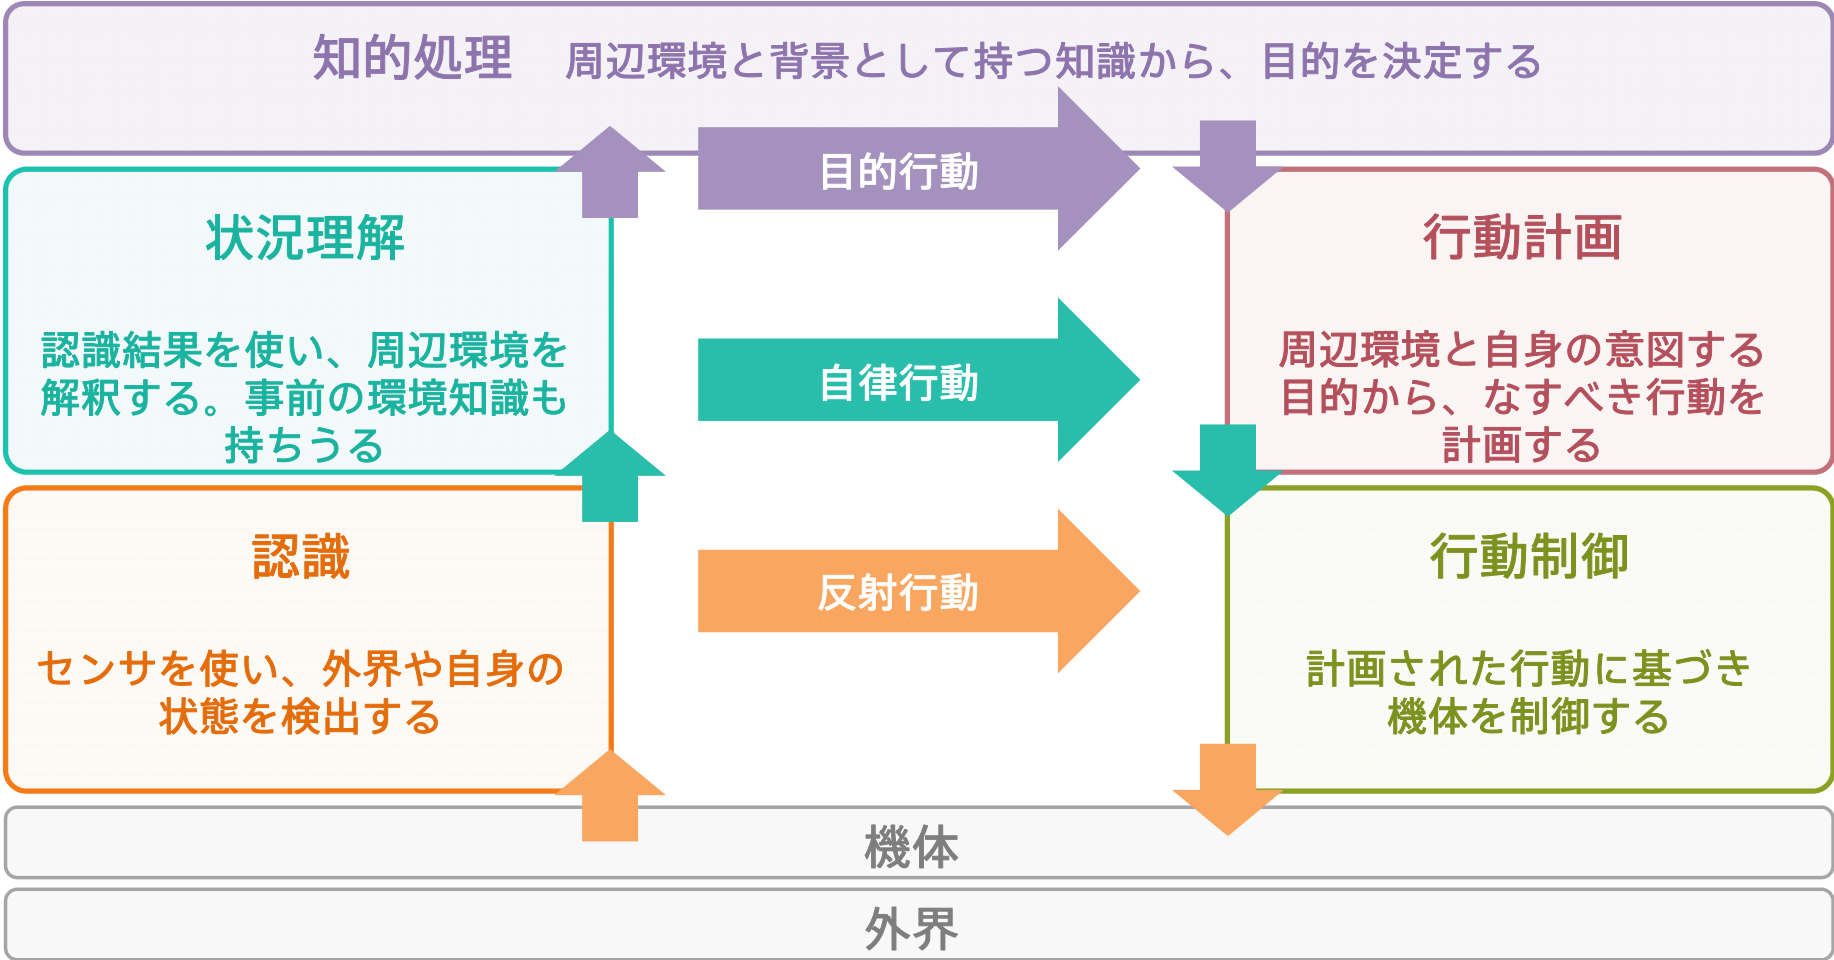 知的処理 周辺環境と背景として持つ知識から、目的を決定する
目的行動
状況理解
認識結果を使い、周辺環境を
解釈する。事前の環境知識も
持ちうる
自律行動
行動計画
周辺環境と自身の意図する
目的から、なすべき行動を
計画する
認識
センサを使い、外界や自身の
状態を検出する
反射行動
行動制御
計画された行動に基づき
機体を制御する
機体
外界